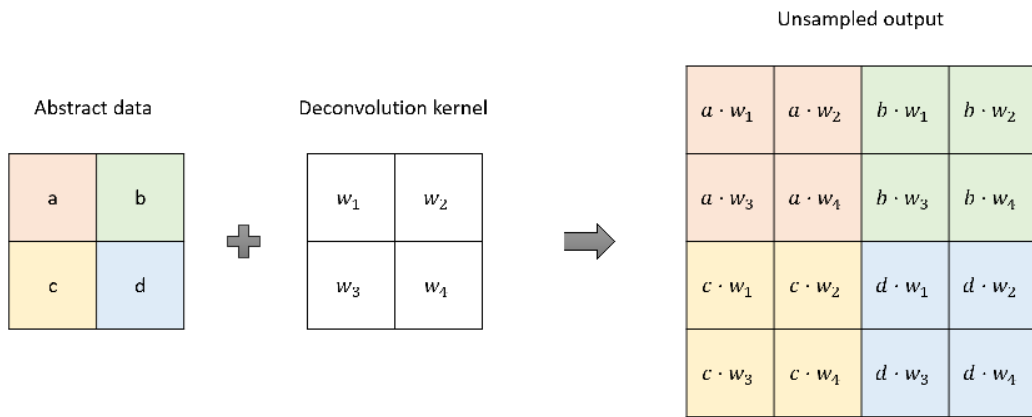 Unsampled output
Abstract data
Deconvolution kernel
a b
c d
w₁ w₂
w₃ w₄
a · w₁ a · w₂ b · w₁ b · w₂
a · w₃ a · w₄ b · w₃ b · w₄
c · w₁ c · w₂ d · w₁ d · w₂
c · w₃ c · w₄ d · w₃ d · w₄